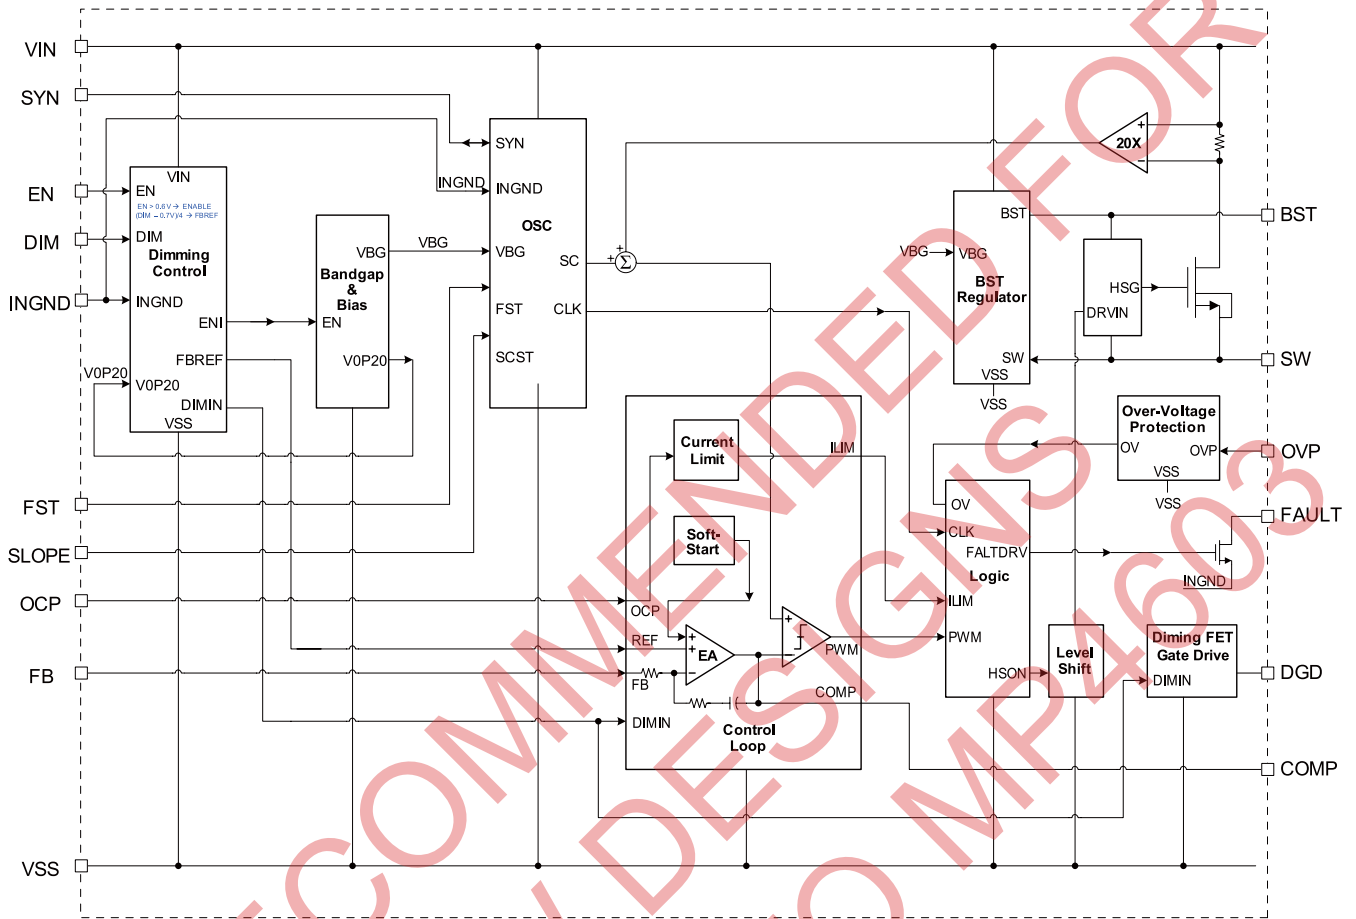 VIN
SYN
EN
DIM
INGND
FST
SLOPE
OCP
FB
VSS
BST
SW
OVP
FAULT
DGD
COMP
VIN
EN
EN > 0.6V → ENABLE
(DIM – 0.7V)/4 → FBREF
DIM
Dimming
Control
INGND
ENI
FBREF
V0P20
V0P20
DIMIN
VSS
VBG
Bandgap
&
Bias
EN
V0P20
VBG
INGND
SYN
INGND
OSC
VBG
SC
FST
CLK
SCST
+
+
Σ
20X
+
–
BST
VBG
VBG
BST
Regulator
SW
VSS
VSS
HSG
DRVIN
Over-Voltage
Protection
OV
OVP
VSS
VSS
Current
Limit
ILIM
Soft-
Start
OCP
REF
+
+
–
EA
FB
+
–
PWM
COMP
DIMIN
Control
Loop
OV
CLK
FALTDRV
Logic
ILIM
PWM
HSON
INGND
Level
Shift
Diming FET
Gate Drive
DIMIN
ECOMMENDED FOR
DESIGNS
O MP4603